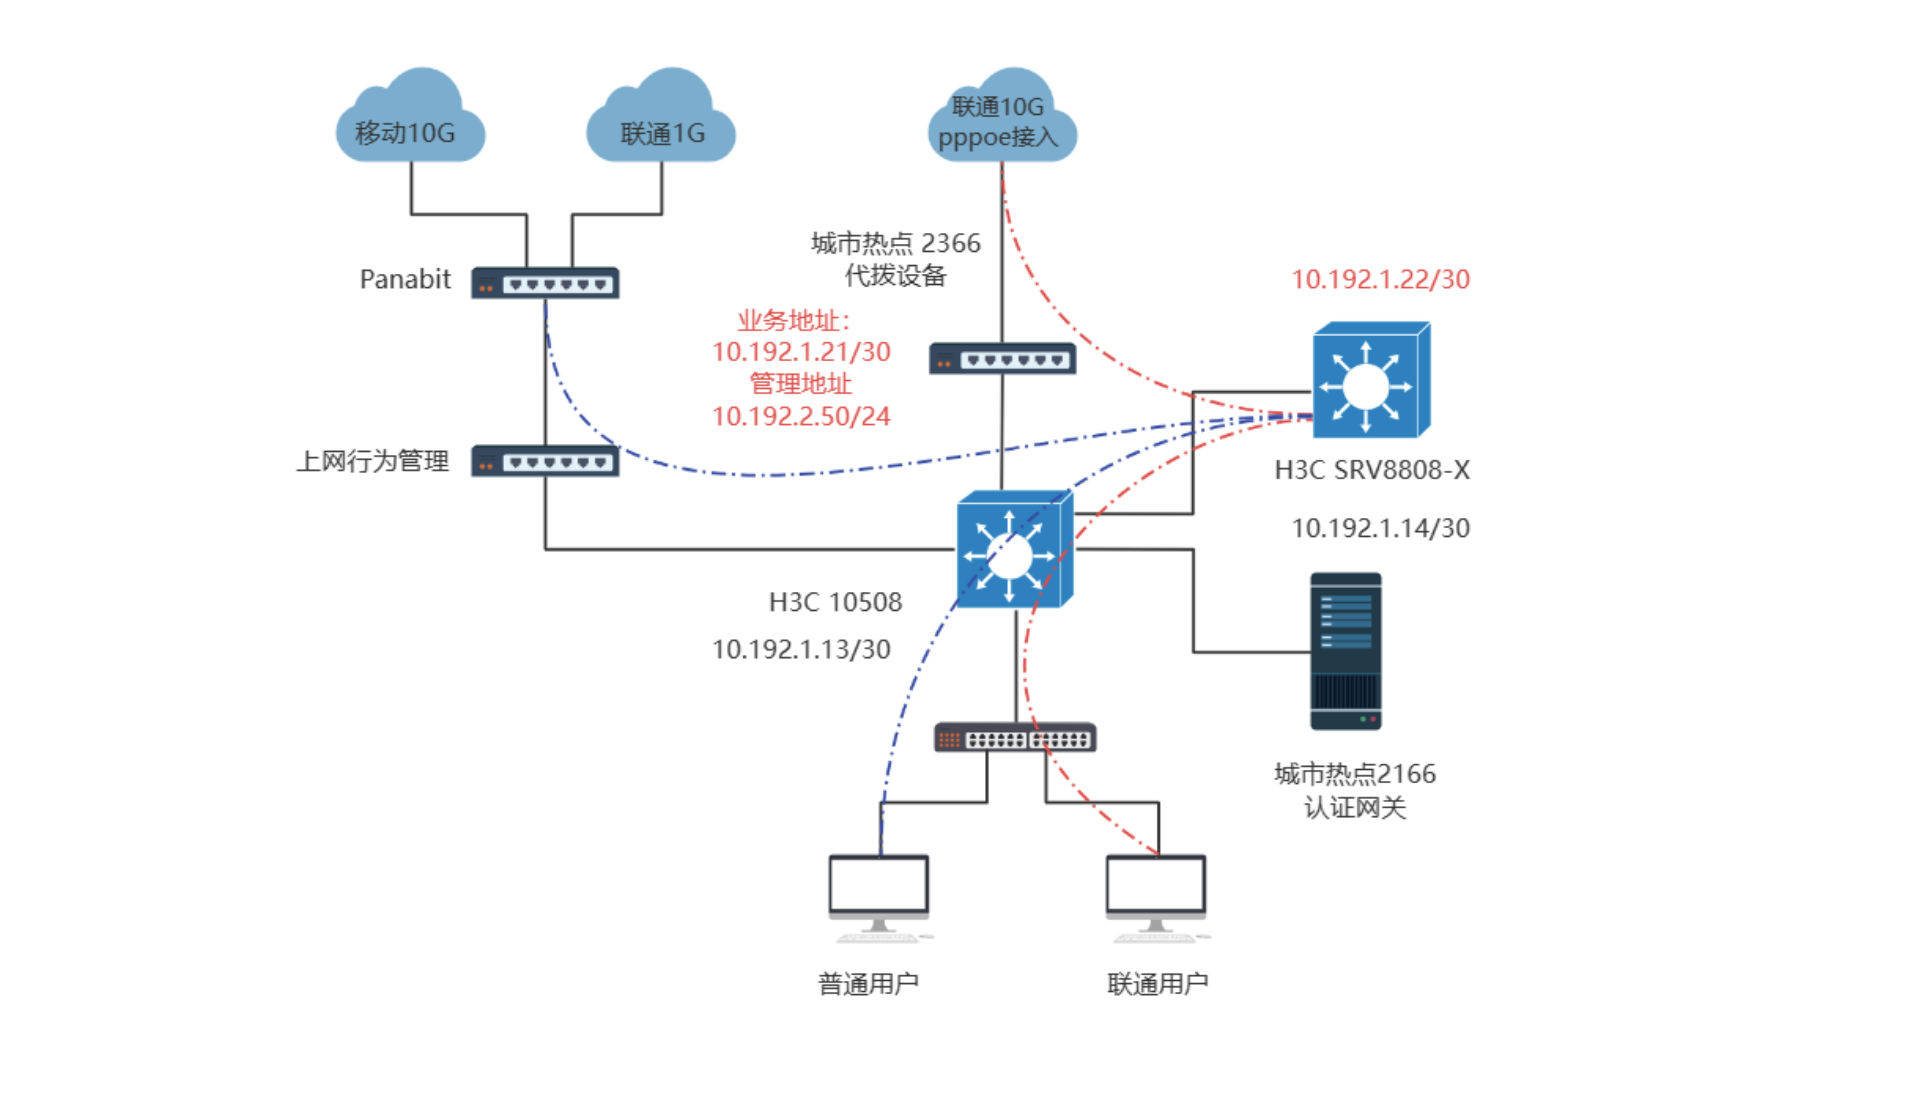 移动10G
联通1G
联通10G
pppoe接入
城市热点 2366
代拨设备
Panabit
10.192.1.22/30
业务地址：
10.192.1.21/30
管理地址
10.192.2.50/24
上网行为管理
H3C SRV8808-X
10.192.1.14/30
H3C 10508
10.192.1.13/30
城市热点2166
认证网关
普通用户
联通用户